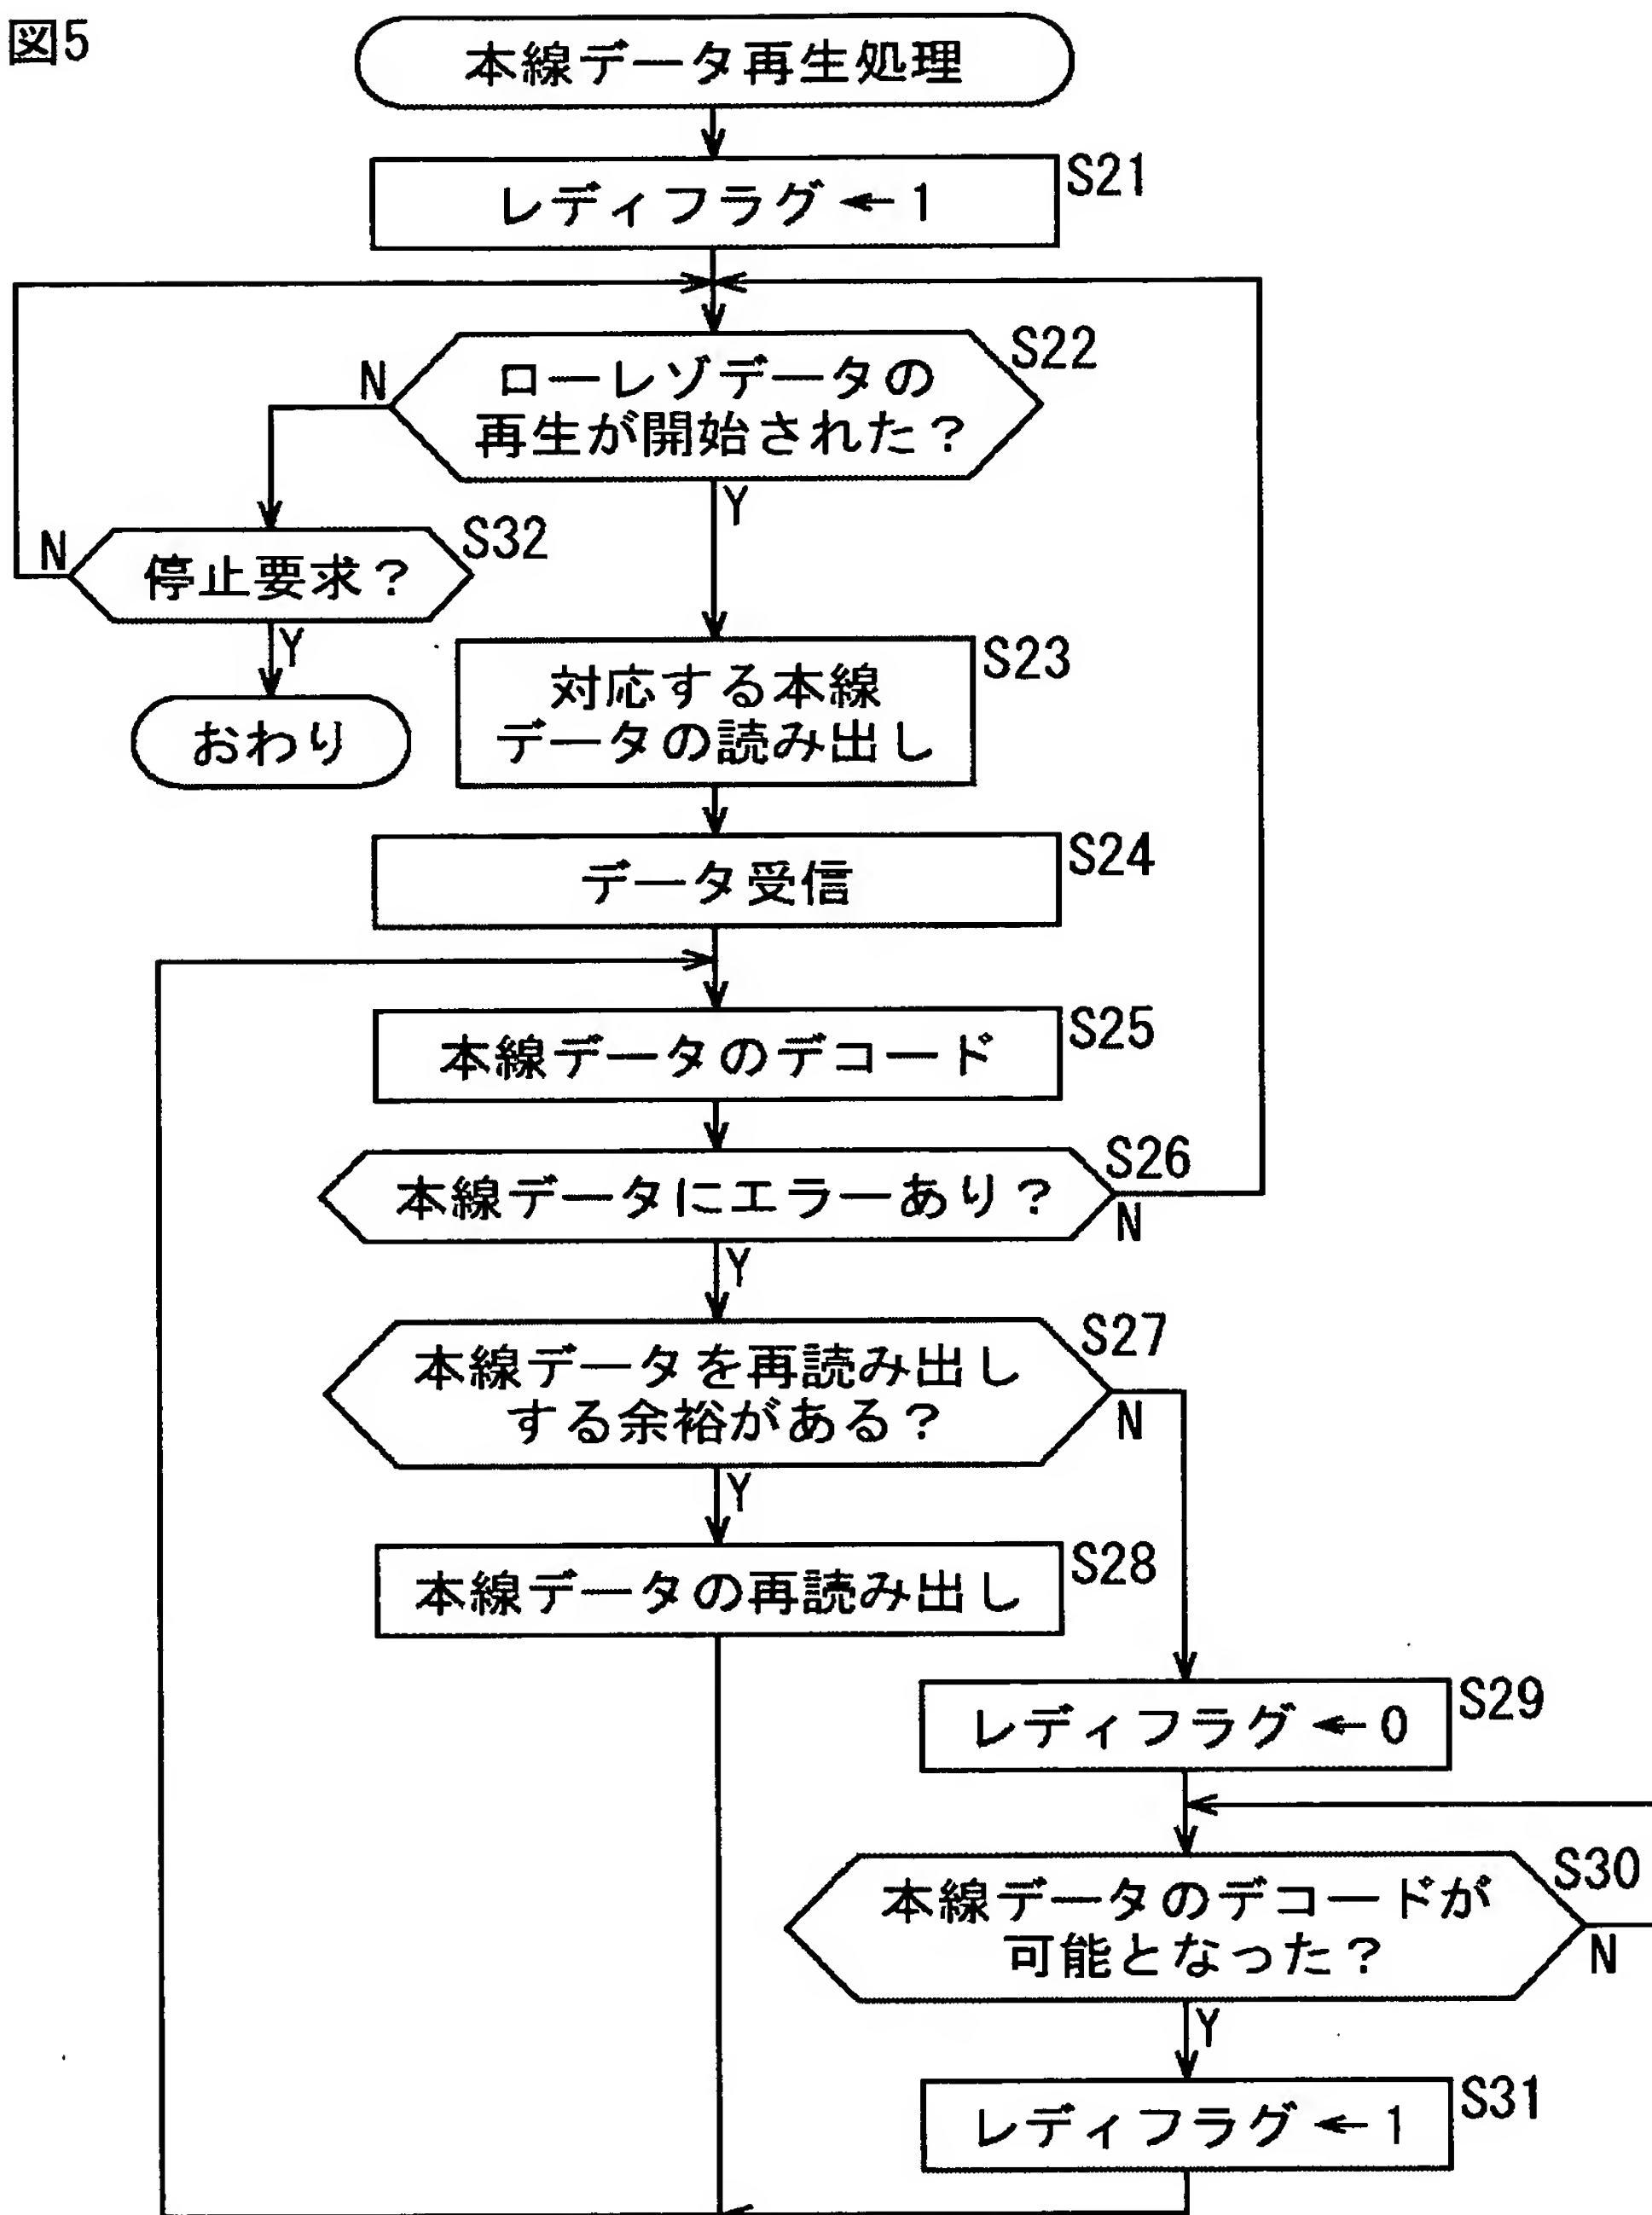 図5
本線データ再生処理
レディフラグ←1
S21
ローレゾデータの
再生が開始された?
S22
N
Y
停止要求?
S32
N
Y
おわり
対応する本線
データの読み出し
S23
データ受信
S24
本線データのデコード
S25
本線データにエラーあり?
S26
N
Y
本線データを再読み出し
する余裕がある?
S27
N
Y
本線データの再読み出し
S28
レディフラグ←0
S29
本線データのデコードが
可能となった?
S30
N
Y
レディフラグ←1
S31